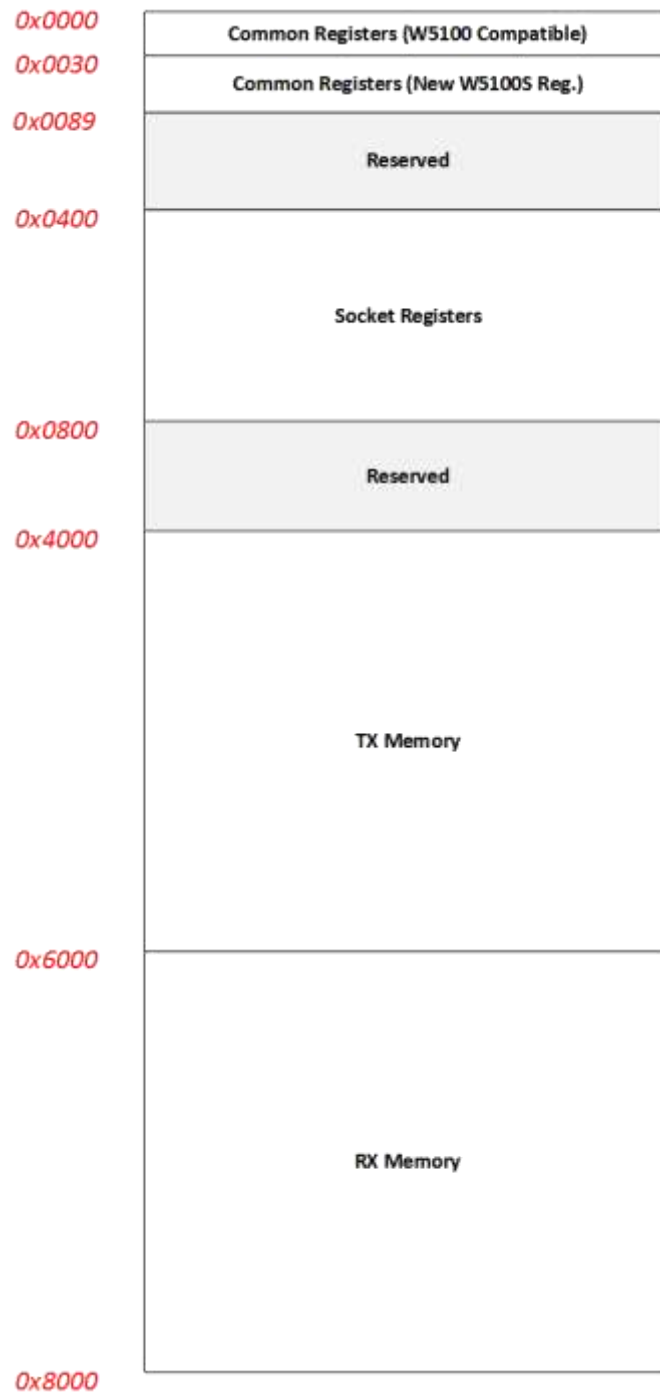 0x0000
Common Registers (W5100 Compatible)
0x0030
Common Registers (New W5100S Reg.)
0x0089
Reserved
0x0400
Socket Registers
0x0800
Reserved
0x4000
TX Memory
0x6000
RX Memory
0x8000